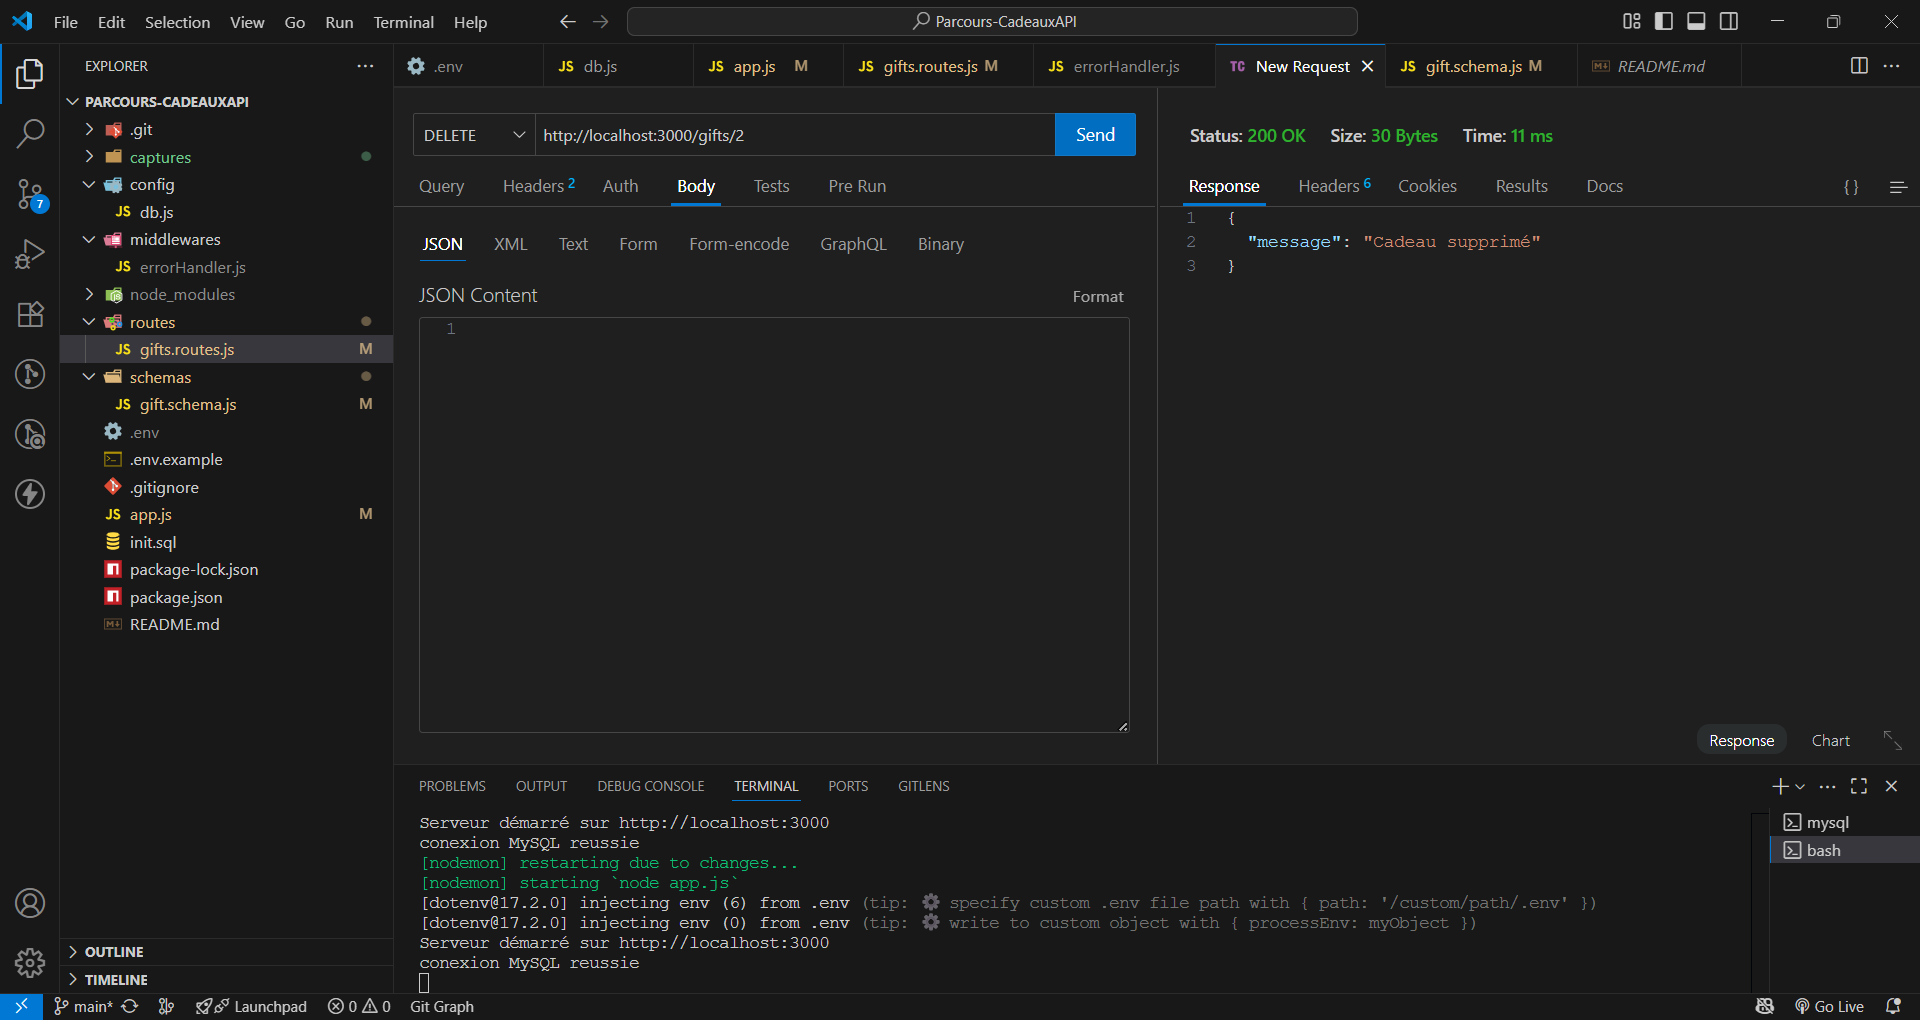 File Edit Selection View Go Run Terminal Help
Parcours-CadeauxAPI
EXPLORER
PARCOURS-CADEAUXAPI
.git
captures
config
JS db.js
middlewares
JS errorHandler.js
node_modules
routes
JS gifts.routes.js M
schemas
JS gift.schema.js M
.env
.env.example
.gitignore
JS app.js M
init.sql
package-lock.json
package.json
README.md
OUTLINE
TIMELINE
7
.env
JS db.js
JS app.js M
JS gifts.routes.js M
JS errorHandler.js
TC New Request
JS gift.schema.js M
README.md
DELETE http://localhost:3000/gifts/2 Send
Query Headers 2 Auth Body Tests Pre Run
JSON XML Text Form Form-encode GraphQL Binary
JSON Content Format
1
Status: 200 OK Size: 30 Bytes Time: 11 ms
Response Headers 6 Cookies Results Docs { }
1 {
2 "message": "Cadeau supprimé"
3 }
Response Chart
PROBLEMS OUTPUT DEBUG CONSOLE TERMINAL PORTS GITLENS
Serveur démarré sur http://localhost:3000
conexion MySQL reussie
[nodemon] restarting due to changes...
[nodemon] starting `node app.js`
[dotenv@17.2.0] injecting env (6) from .env (tip: ⚙️ specify custom .env file path with { path: '/custom/path/.env' })
[dotenv@17.2.0] injecting env (0) from .env (tip: ⚙️ write to custom object with { processEnv: myObject })
Serveur démarré sur http://localhost:3000
conexion MySQL reussie
mysql
bash
main* Launchpad 0 0 Git Graph Go Live